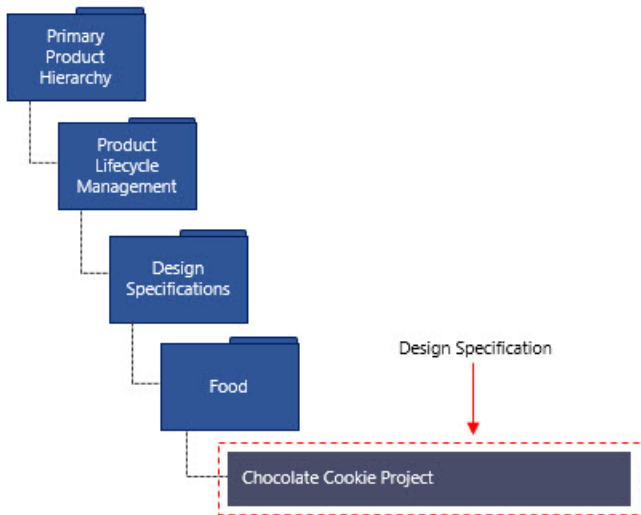 Primary
Product
Hierarchy
Product
Lifecycle
Management
Design
Specifications
Food
Design Specification
Chocolate Cookie Project